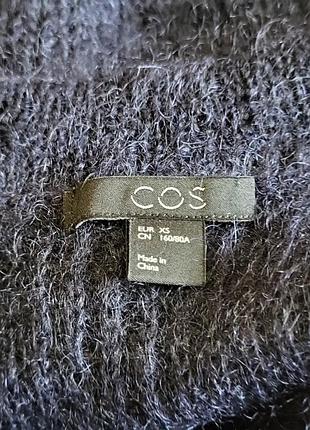 COS
EUR XS
CN 160/80A
Made in
China